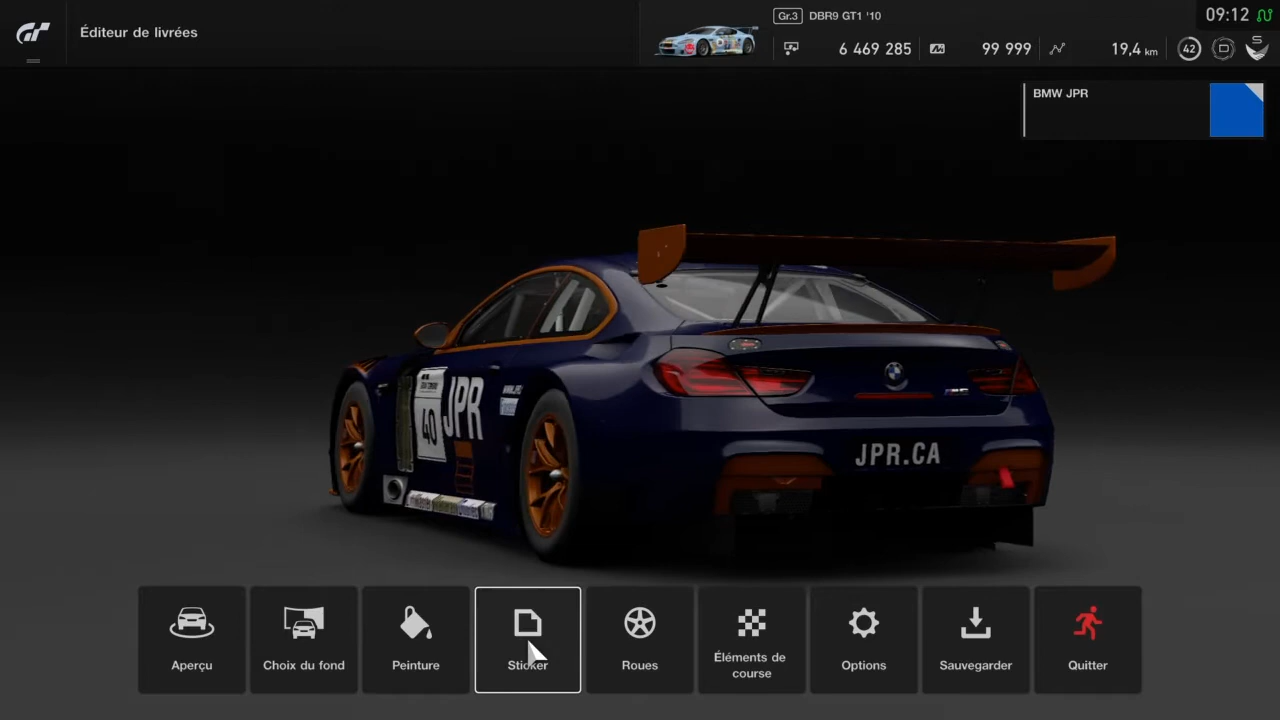 Éditeur de livrées
Gr.3 DBR9 GT1 '10
6 469 285
99 999
19,4 km
42
S
09:12
BMW JPR
JPR
40
JPR.CA
Aperçu
Choix du fond
Peinture
Sticker
Roues
Éléments de
course
Options
Sauvegarder
Quitter